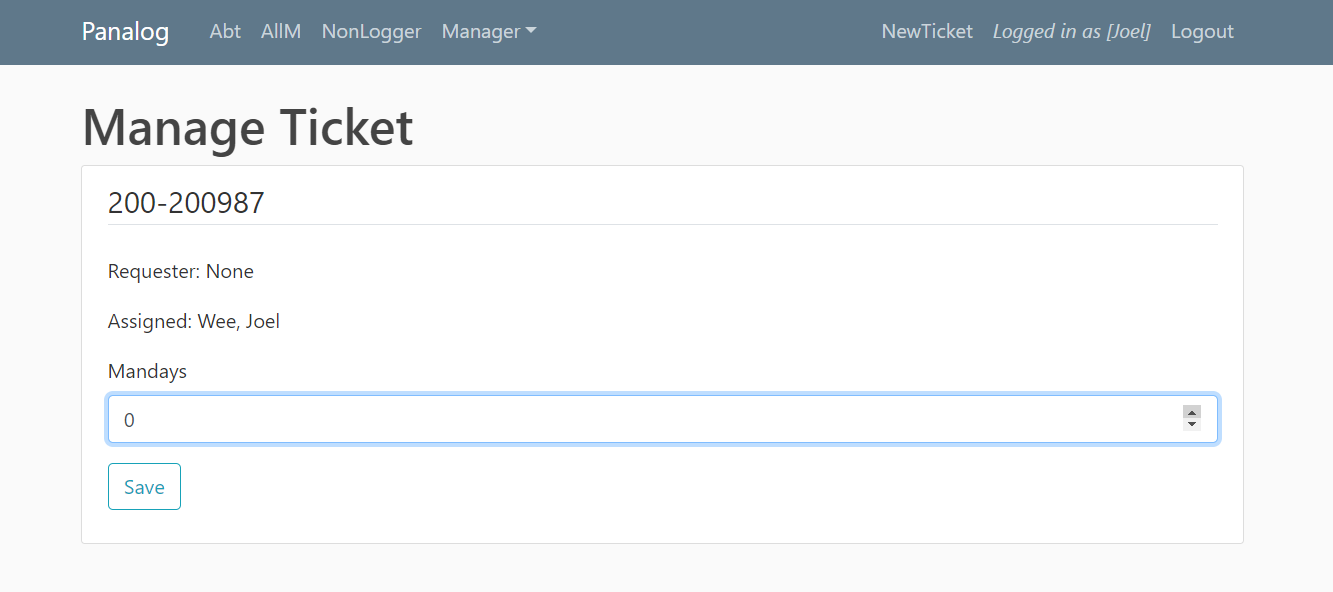 Panalog Abt AllM NonLogger Manager NewTicket Logged in as [Joel] Logout
Manage Ticket
200-200987
Requester: None
Assigned: Wee, Joel
Mandays
0
Save